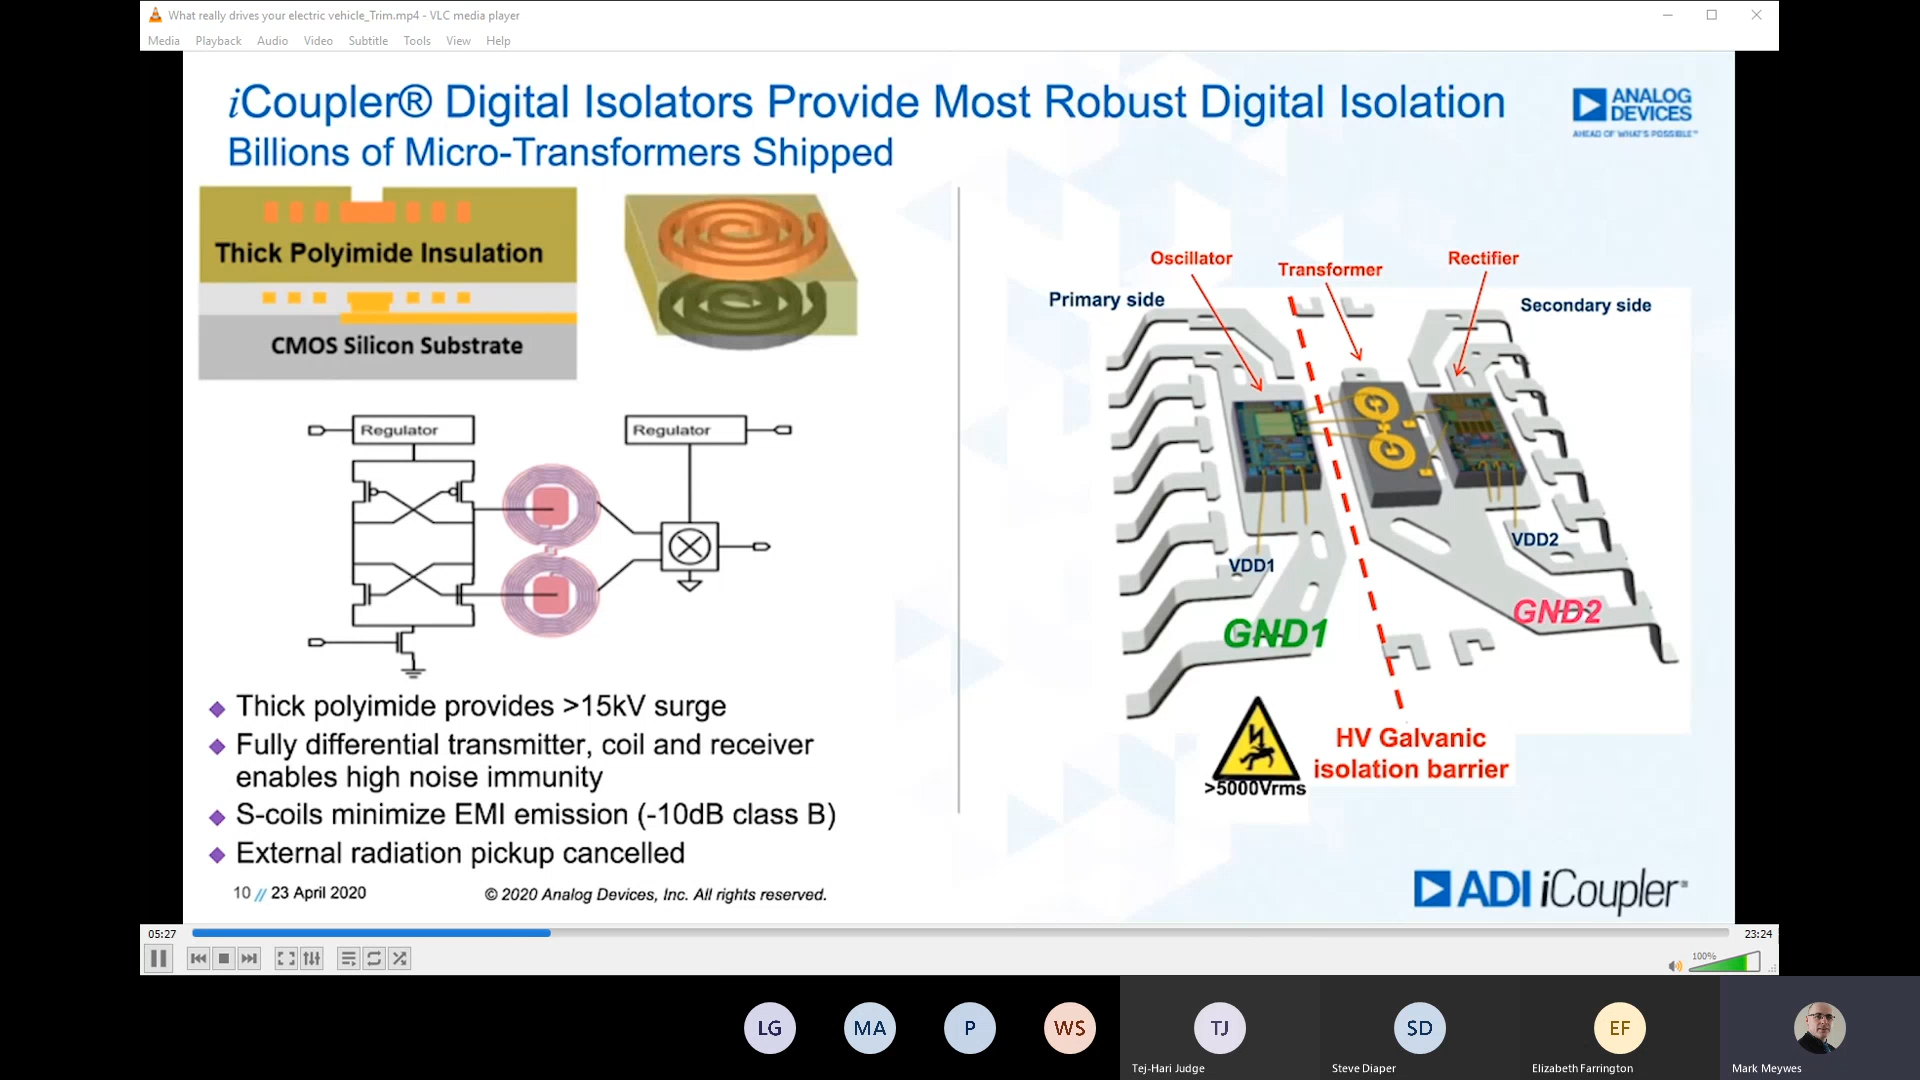 What really drives your electric vehicle_Trim.mp4 - VLC media player
Media Playback Audio Video Subtitle Tools View Help
iCoupler® Digital Isolators Provide Most Robust Digital Isolation
Billions of Micro-Transformers Shipped
ANALOG
DEVICES
AHEAD OF WHAT'S POSSIBLE™
Thick Polyimide Insulation
CMOS Silicon Substrate
Regulator
Regulator
Oscillator
Transformer
Rectifier
Primary side
Secondary side
VDD1
VDD2
GND1
GND2
HV Galvanic
isolation barrier
>5000Vrms
Thick polyimide provides >15kV surge
Fully differential transmitter, coil and receiver
enables high noise immunity
S-coils minimize EMI emission (-10dB class B)
External radiation pickup cancelled
10 // 23 April 2020
© 2020 Analog Devices, Inc. All rights reserved.
ADI iCoupler™
05:27
23:24
100%
LG
MA
P
WS
TJ
SD
EF
Tej-Hari Judge
Steve Diaper
Elizabeth Farrington
Mark Meywes